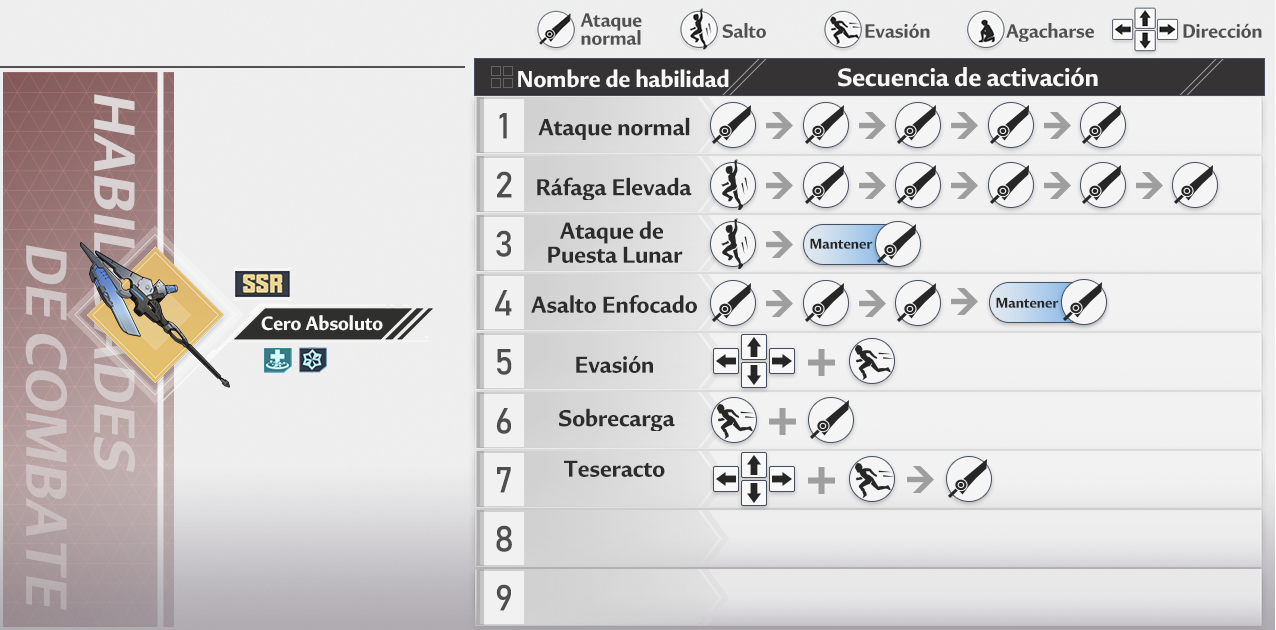 Ataque
normal
Salto
Evasión
Agacharse
Dirección
Nombre de habilidad
Secuencia de activación
HABILIDADES
DE COMBATE
SSR
Cero Absoluto
1
Ataque normal
2
Ráfaga Elevada
3
Ataque de
Puesta Lunar
Mantener
4
Asalto Enfocado
Mantener
5
Evasión
6
Sobrecarga
7
Teseracto
8
9